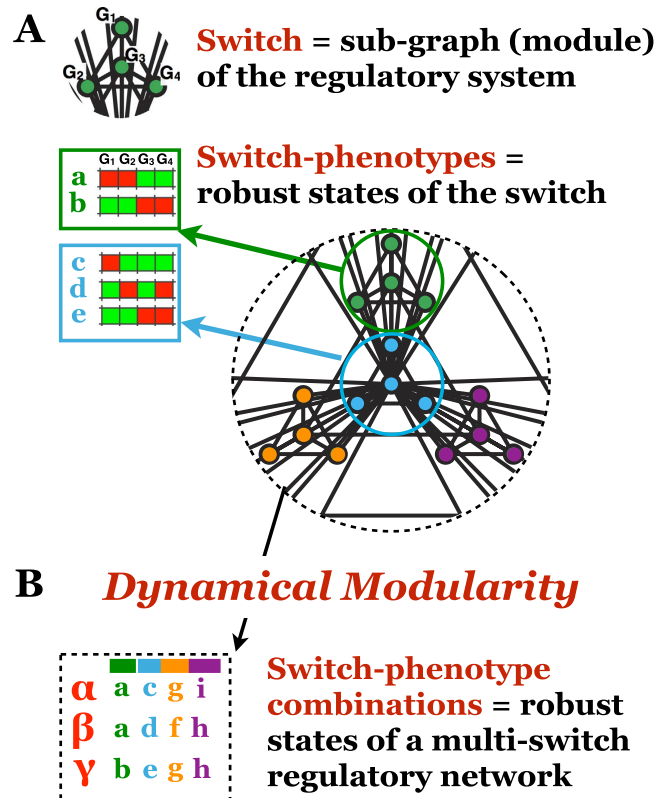 A
G₁
G₃
G₂
G₄
Switch = sub-graph (module)
of the regulatory system
G₁ G₂ G₃ G₄
a
b
Switch-phenotypes =
robust states of the switch
c
d
e
B
Dynamical Modularity
α a c g i
β a d f h
γ b e g h
Switch-phenotype
combinations = robust
states of a multi-switch
regulatory network